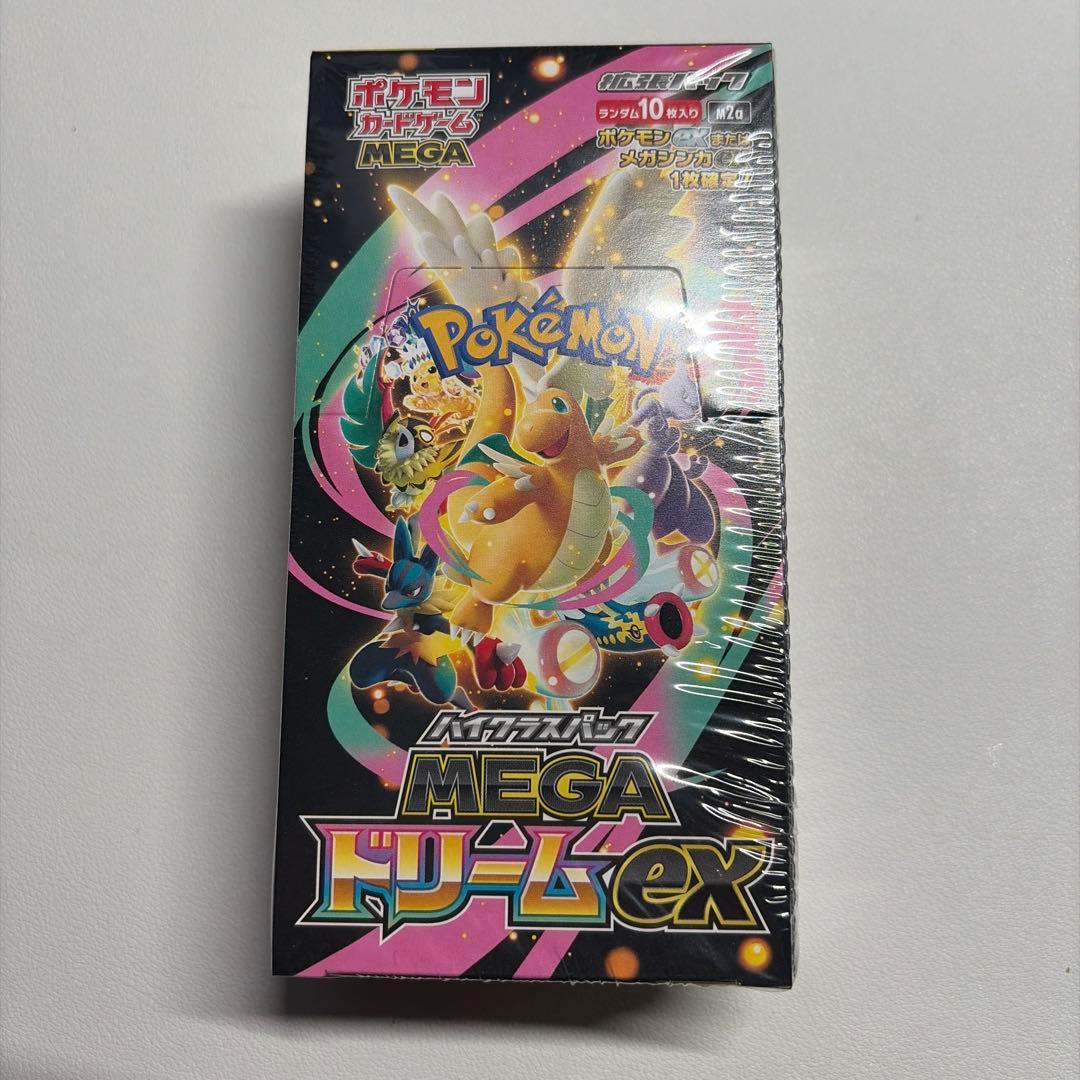 ポケモン
カードゲーム
MEGA
拡張パック
ランダム10枚入り M2a
ポケモンexまたは
メガシンカex
1枚確定!!
POKéMON
ハイクラスパック
MEGA
ドリームex